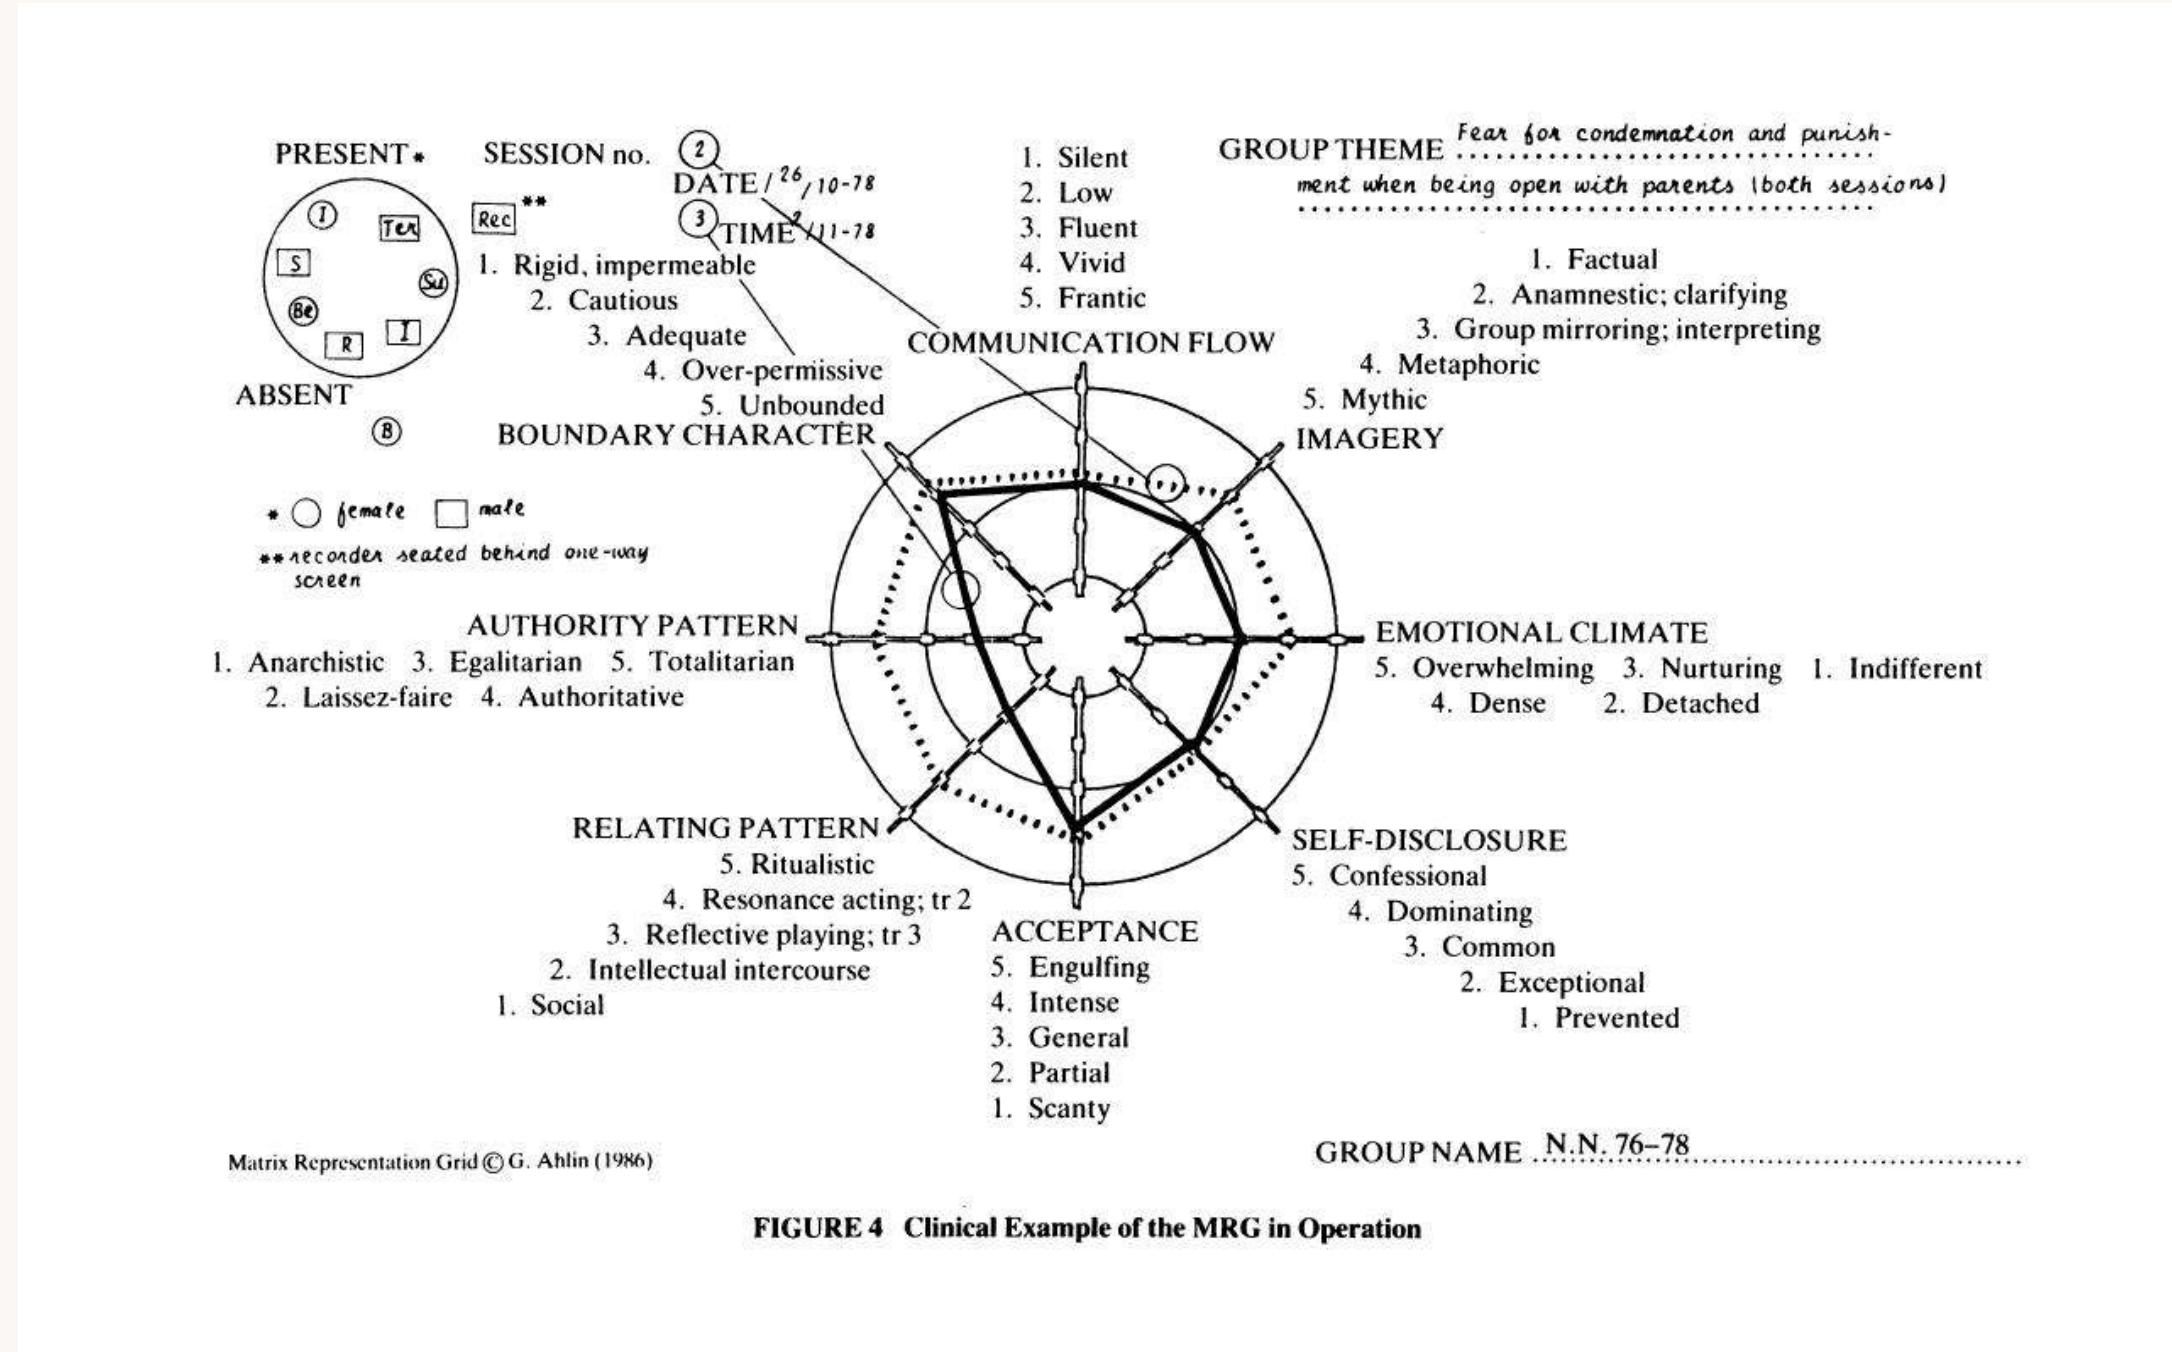 PRESENT*
SESSION no. 2
DATE / 26/10-78
3 TIME 2/11-78
I
Ter
S
Su
Be
I
R
Rec **
ABSENT
B
* female male
** recorder seated behind one-way
screen
1. Rigid, impermeable
2. Cautious
3. Adequate
4. Over-permissive
5. Unbounded
BOUNDARY CHARACTER
1. Silent
2. Low
3. Fluent
4. Vivid
5. Frantic
COMMUNICATION FLOW
GROUP THEME Fear for condemnation and punish-
ment when being open with parents (both sessions)
1. Factual
2. Anamnestic; clarifying
3. Group mirroring; interpreting
4. Metaphoric
5. Mythic
IMAGERY
AUTHORITY PATTERN
1. Anarchistic 3. Egalitarian 5. Totalitarian
2. Laissez-faire 4. Authoritative
EMOTIONAL CLIMATE
5. Overwhelming 3. Nurturing 1. Indifferent
4. Dense 2. Detached
RELATING PATTERN
5. Ritualistic
4. Resonance acting; tr 2
3. Reflective playing; tr 3
2. Intellectual intercourse
1. Social
ACCEPTANCE
5. Engulfing
4. Intense
3. General
2. Partial
1. Scanty
SELF-DISCLOSURE
5. Confessional
4. Dominating
3. Common
2. Exceptional
1. Prevented
Matrix Representation Grid © G. Ahlin (1986)
GROUP NAME N.N. 76–78
FIGURE 4 Clinical Example of the MRG in Operation